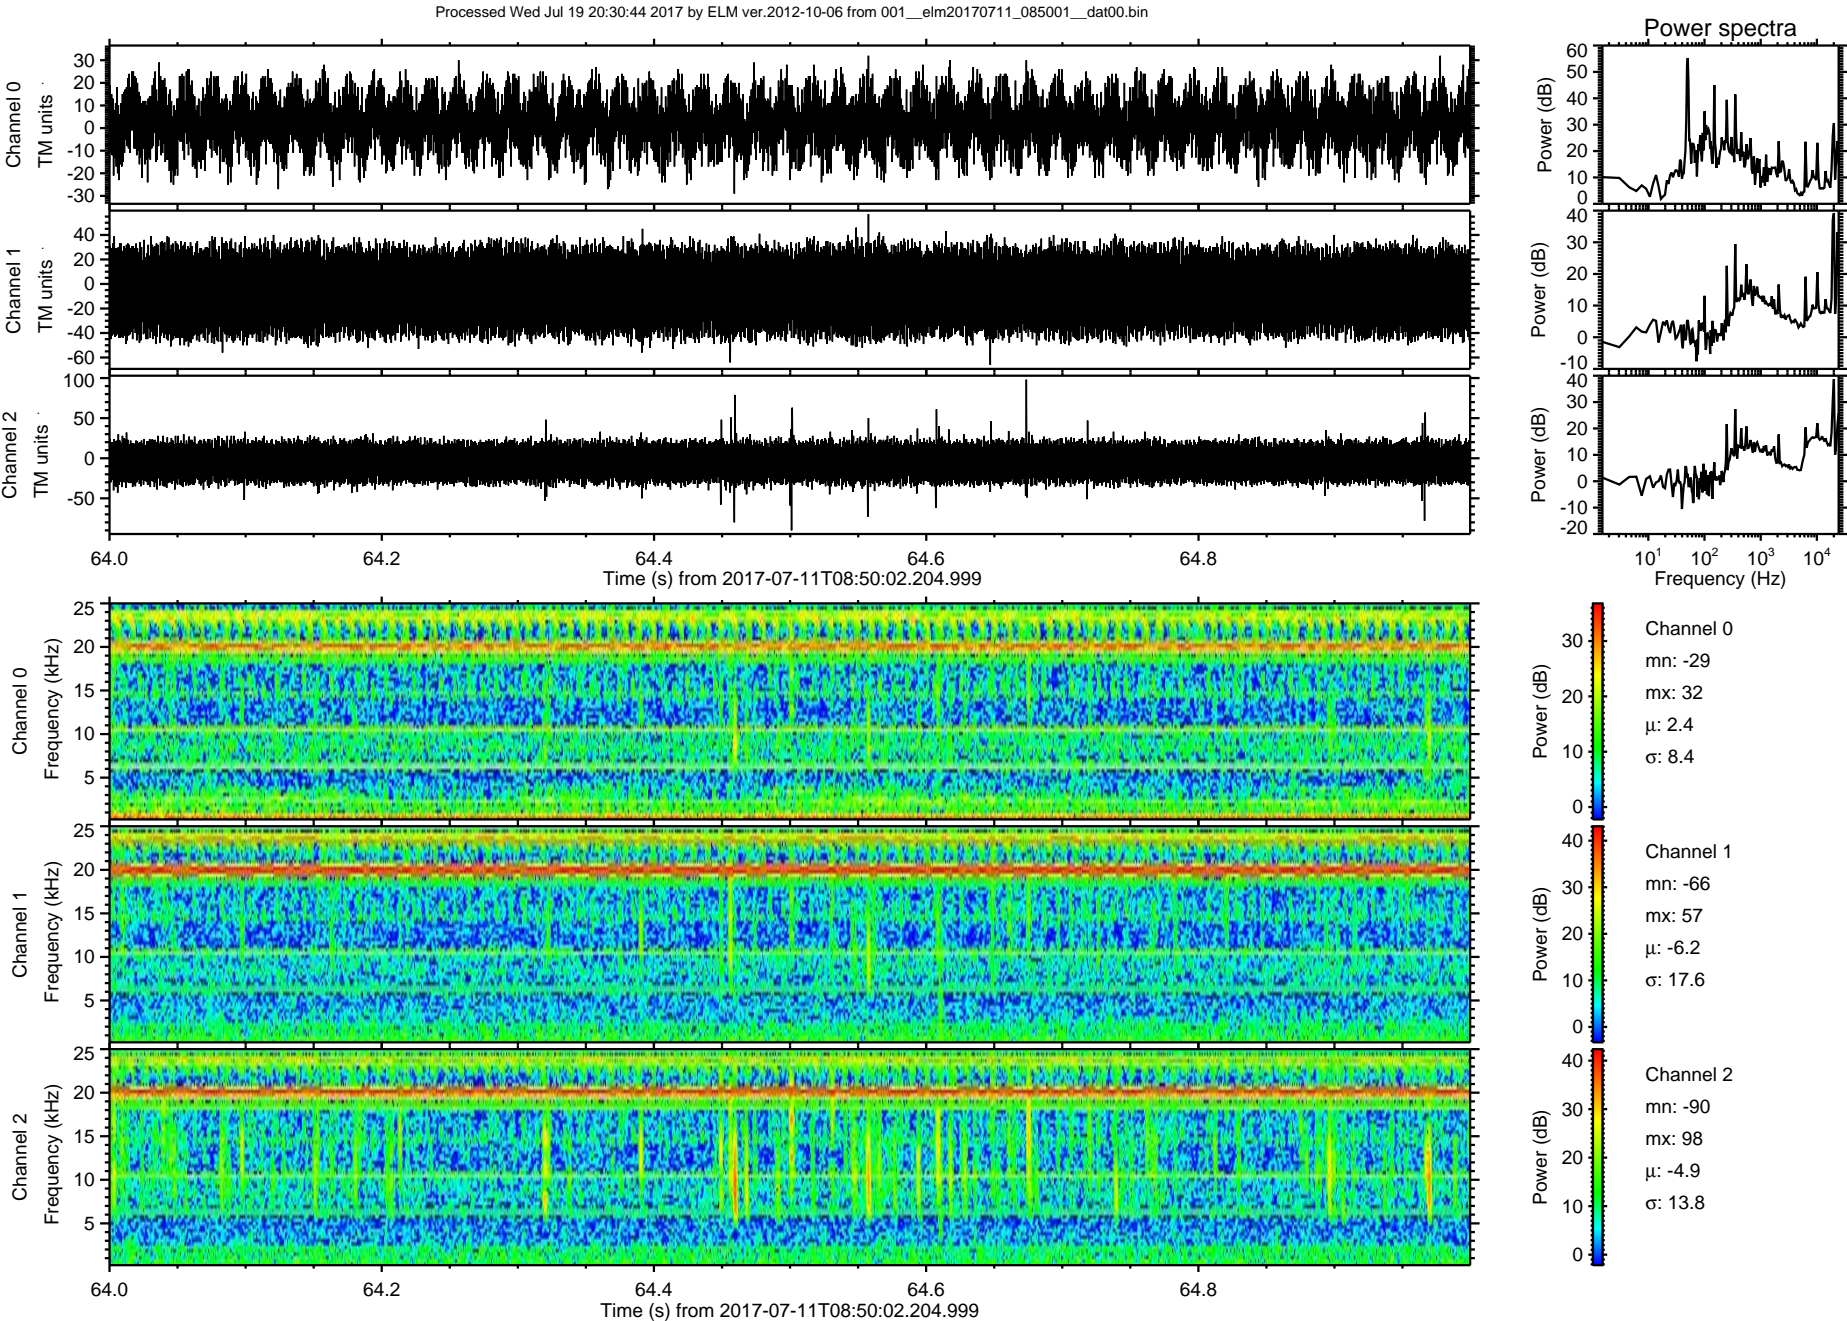 Processed Wed Jul 19 20:30:44 2017 by ELM ver.2012-10-06 from 001__elm20170711_085001__dat00.bin
Power spectra
Channel 0
TM units
30
20
10
0
-10
-20
-30
Power (dB)
60
50
40
30
20
10
0
Channel 1
TM units
40
20
0
-20
-40
-60
Power (dB)
40
30
20
10
0
-10
Channel 2
TM units
100
50
0
-50
Power (dB)
40
30
20
10
0
-10
-20
64.0 64.2 64.4 64.6 64.8
Time (s) from 2017-07-11T08:50:02.204.999
10¹ 10² 10³ 10⁴
Frequency (Hz)
Channel 0
Frequency (kHz)
25
20
15
10
5
Power (dB)
30
20
10
0
Channel 0
mn: -29
mx: 32
μ: 2.4
σ: 8.4
Channel 1
Frequency (kHz)
25
20
15
10
5
Power (dB)
40
30
20
10
0
Channel 1
mn: -66
mx: 57
μ: -6.2
σ: 17.6
Channel 2
Frequency (kHz)
25
20
15
10
5
Power (dB)
40
30
20
10
0
Channel 2
mn: -90
mx: 98
μ: -4.9
σ: 13.8
64.0 64.2 64.4 64.6 64.8
Time (s) from 2017-07-11T08:50:02.204.999